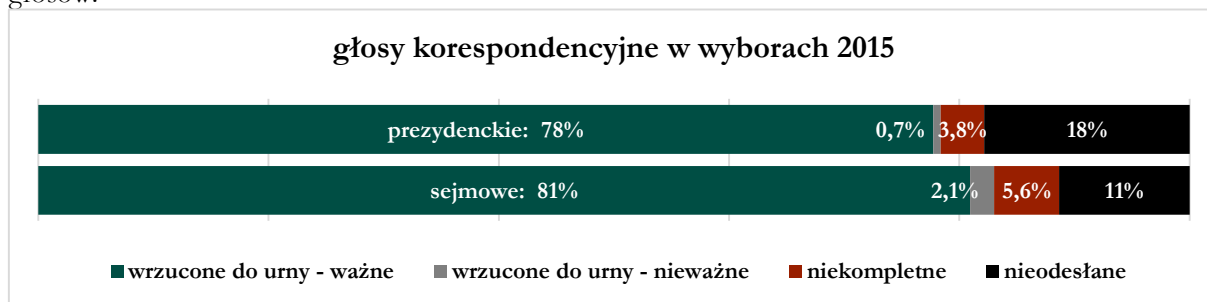 głosów.
głosy korespondencyjne w wyborach 2015
prezydenckie: 78% 0,7% 3,8% 18%
sejmowe: 81% 2,1% 5,6% 11%
wrzucone do urny - ważne wrzucone do urny - nieważne niekompletne nieodesłane